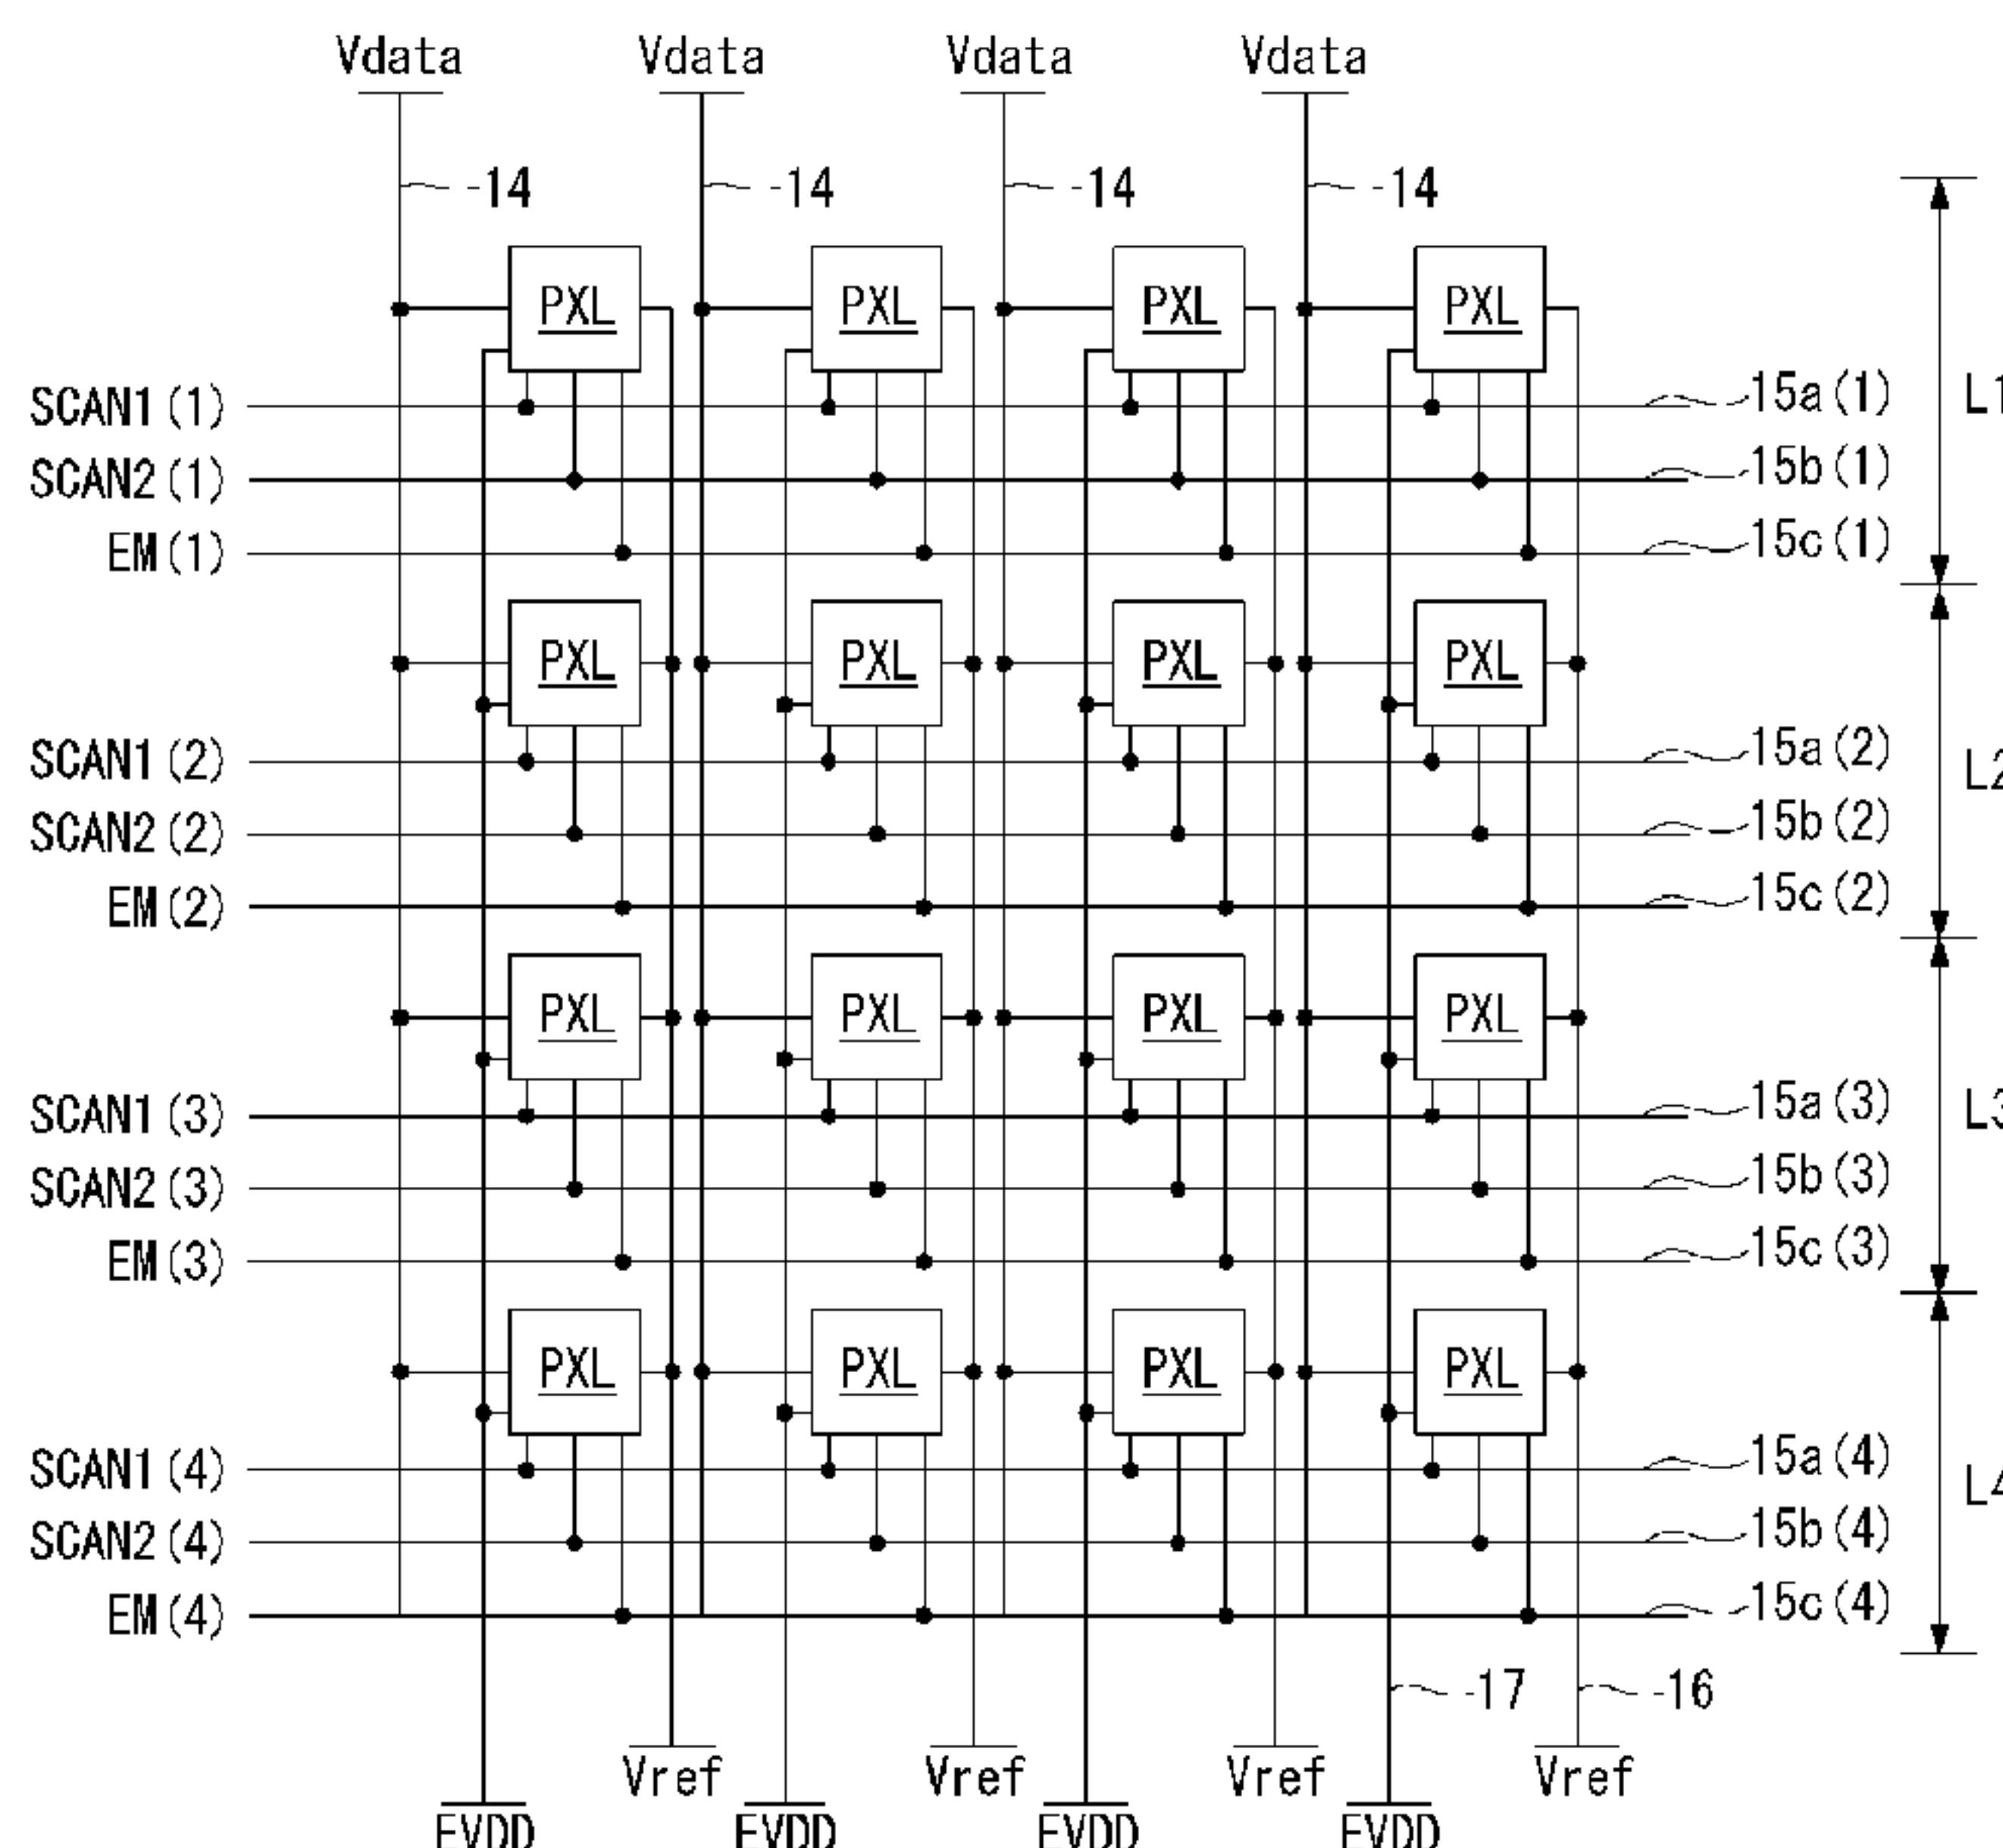 Vdata Vdata Vdata Vdata
14 14 14 14
PXL PXL PXL PXL
SCAN1(1) 15a(1) L1
SCAN2(1) 15b(1)
EM(1) 15c(1)
PXL PXL PXL PXL
SCAN1(2) 15a(2) L2
SCAN2(2) 15b(2)
EM(2) 15c(2)
PXL PXL PXL PXL
SCAN1(3) 15a(3) L3
SCAN2(3) 15b(3)
EM(3) 15c(3)
PXL PXL PXL PXL
SCAN1(4) 15a(4) L4
SCAN2(4) 15b(4)
EM(4) 15c(4)
17 16
Vref Vref Vref Vref
EVDD EVDD EVDD EVDD